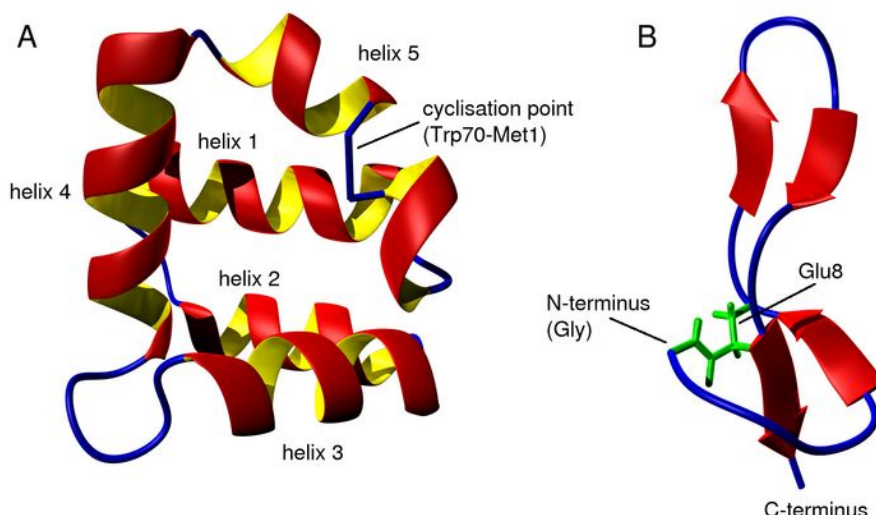 A
B
helix 5
cyclisation point
(Trp70-Met1)
helix 1
helix 4
helix 2
Glu8
N-terminus
(Gly)
helix 3
C-terminus